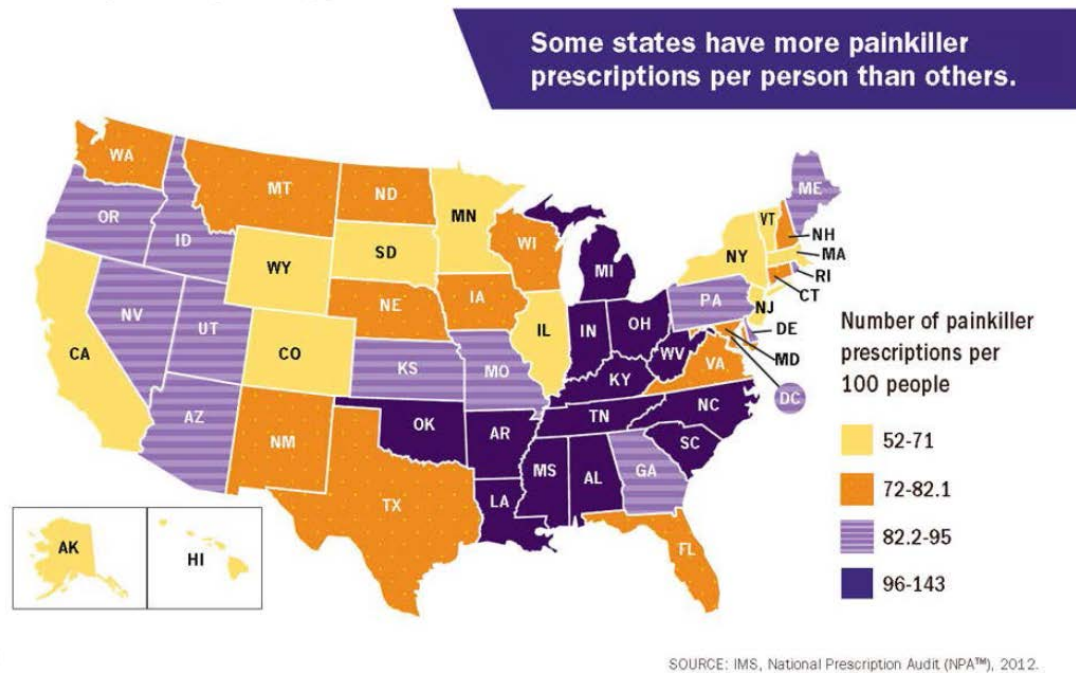 Some states have more painkiller
prescriptions per person than others.
WA
MT
ND
MN
ME
OR
ID
WY
SD
WI
MI
NY
VT
NH
MA
RI
CT
NV
UT
CO
NE
IA
IL
IN
OH
PA
NJ
DE
MD
DC
CA
AZ
NM
KS
MO
KY
WV
VA
OK
AR
TN
NC
SC
TX
LA
MS
AL
GA
FL
AK
HI
Number of painkiller
prescriptions per
100 people
52-71
72-82.1
82.2-95
96-143
SOURCE: IMS, National Prescription Audit (NPA™), 2012.